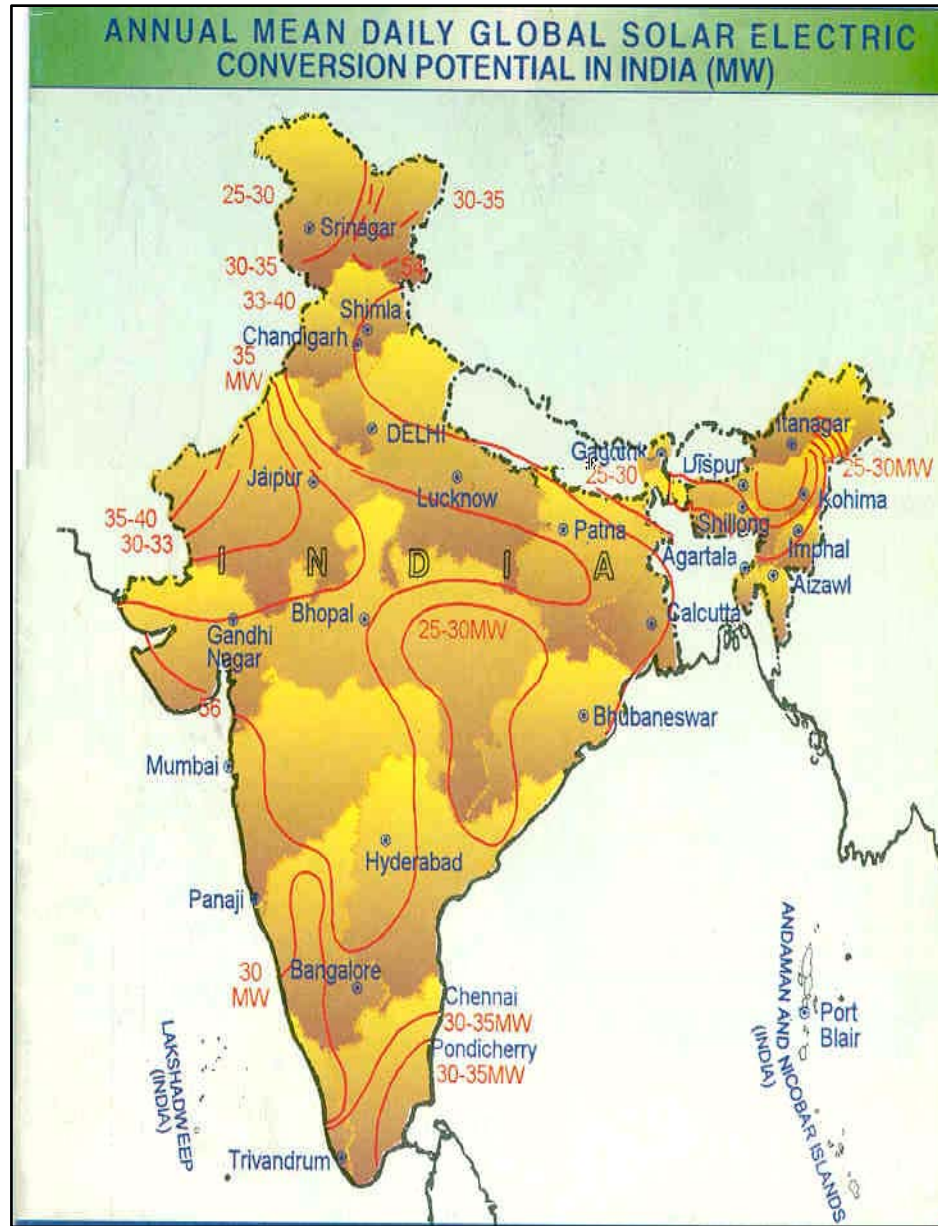 ANNUAL MEAN DAILY GLOBAL SOLAR ELECTRIC
CONVERSION POTENTIAL IN INDIA (MW)
25-30
30-35
Srinagar
30-35
54
33-40
Shimla
Chandigarh
35
MW
DELHI
Itanagar
Dispur
25-30
25-30MW
Jaipur
Lucknow
Kohima
35-40
30-33
Patna
Shillong
Imphal
Agartala
INDIA
Aizawl
Bhopal
25-30MW
Calcutta
Gandhi
Nagar
56
Bhubaneswar
Mumbai
Hyderabad
Panaji
30
MW
Bangalore
Chennai
30-35MW
Pondicherry
30-35MW
Port
Blair
ANDAMAN AND NICOBAR ISLANDS
(INDIA)
LAKSHADWEEP
(INDIA)
Trivandrum